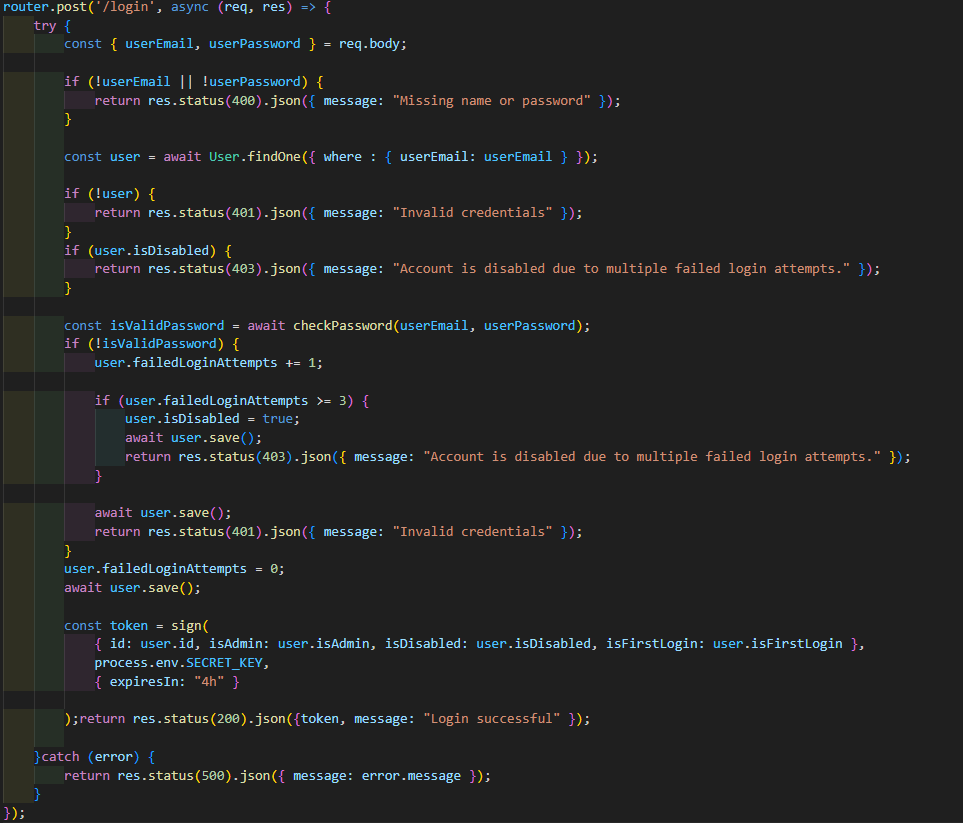 router.post('/login', async (req, res) => {
    try {
        const { userEmail, userPassword } = req.body;

        if (!userEmail || !userPassword) {
            return res.status(400).json({ message: "Missing name or password" });
        }

        const user = await User.findOne({ where : { userEmail: userEmail } });

        if (!user) {
            return res.status(401).json({ message: "Invalid credentials" });
        }
        if (user.isDisabled) {
            return res.status(403).json({ message: "Account is disabled due to multiple failed login attempts." });
        }

        const isValidPassword = await checkPassword(userEmail, userPassword);
        if (!isValidPassword) {
            user.failedLoginAttempts += 1;

            if (user.failedLoginAttempts >= 3) {
                user.isDisabled = true;
                await user.save();
                return res.status(403).json({ message: "Account is disabled due to multiple failed login attempts." });
            }

            await user.save();
            return res.status(401).json({ message: "Invalid credentials" });
        }
        user.failedLoginAttempts = 0;
        await user.save();

        const token = sign(
            { id: user.id, isAdmin: user.isAdmin, isDisabled: user.isDisabled, isFirstLogin: user.isFirstLogin },
            process.env.SECRET_KEY,
            { expiresIn: "4h" }

        );return res.status(200).json({token, message: "Login successful" });

    }catch (error) {
        return res.status(500).json({ message: error.message });
    }
});